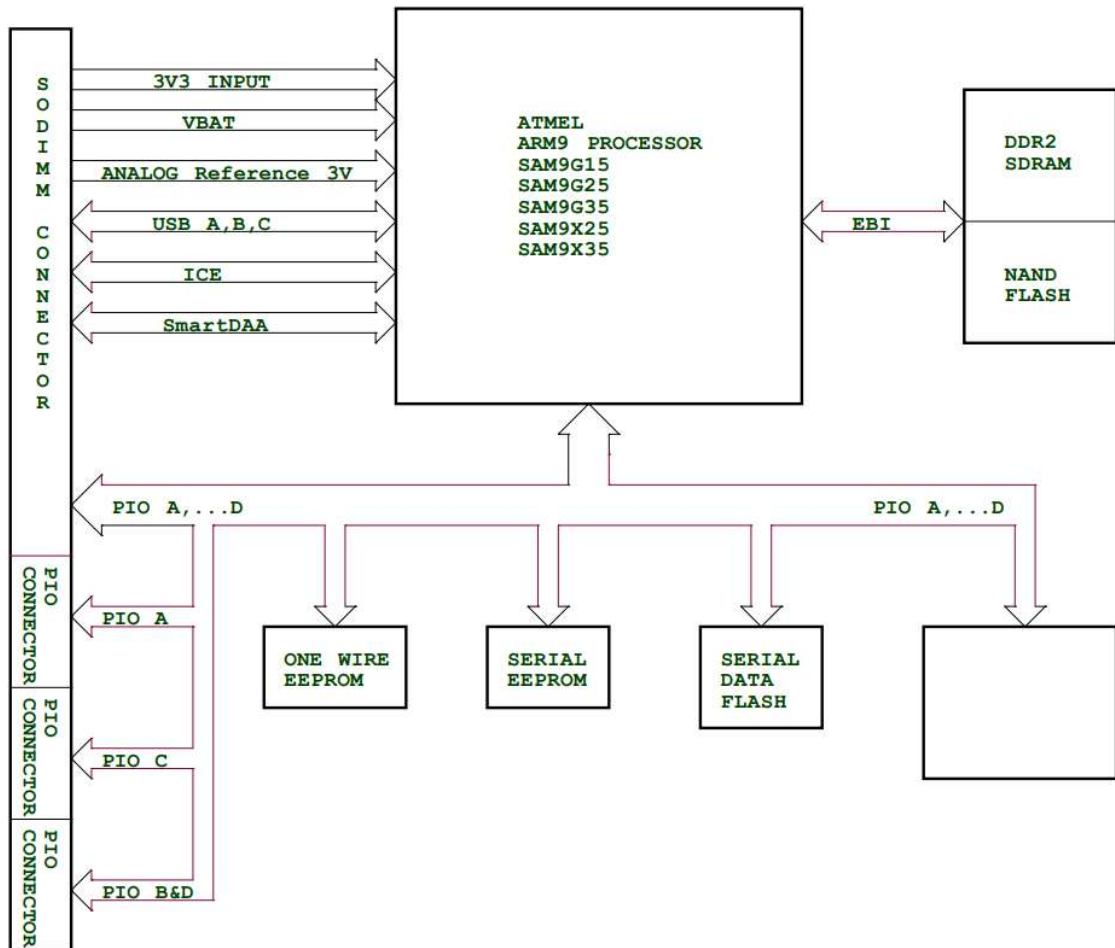 SODIMM CONNECTOR
3V3 INPUT
VBAT
ANALOG Reference 3V
USB A,B,C
ICE
SmartDAA
ATMEL
ARM9 PROCESSOR
SAM9G15
SAM9G25
SAM9G35
SAM9X25
SAM9X35
EBI
DDR2
SDRAM
NAND
FLASH
PIO A,...D
PIO A,...D
PIO
CONNECTOR
PIO A
PIO
CONNECTOR
PIO C
PIO
CONNECTOR
PIO B&D
ONE WIRE
EEPROM
SERIAL
EEPROM
SERIAL
DATA
FLASH